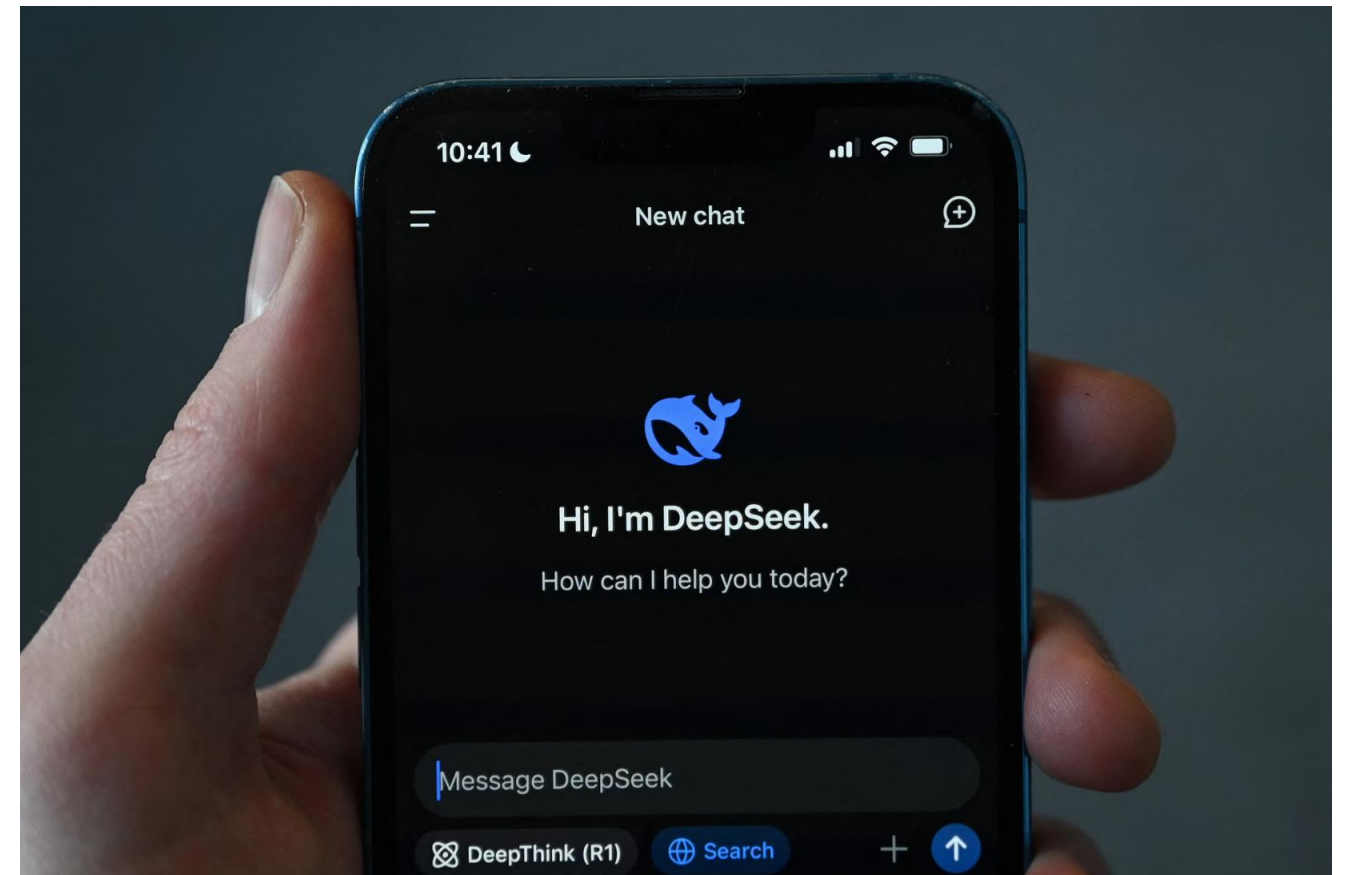 10:41
New chat
Hi, I'm DeepSeek.
How can I help you today?
Message DeepSeek
DeepThink (R1) Search